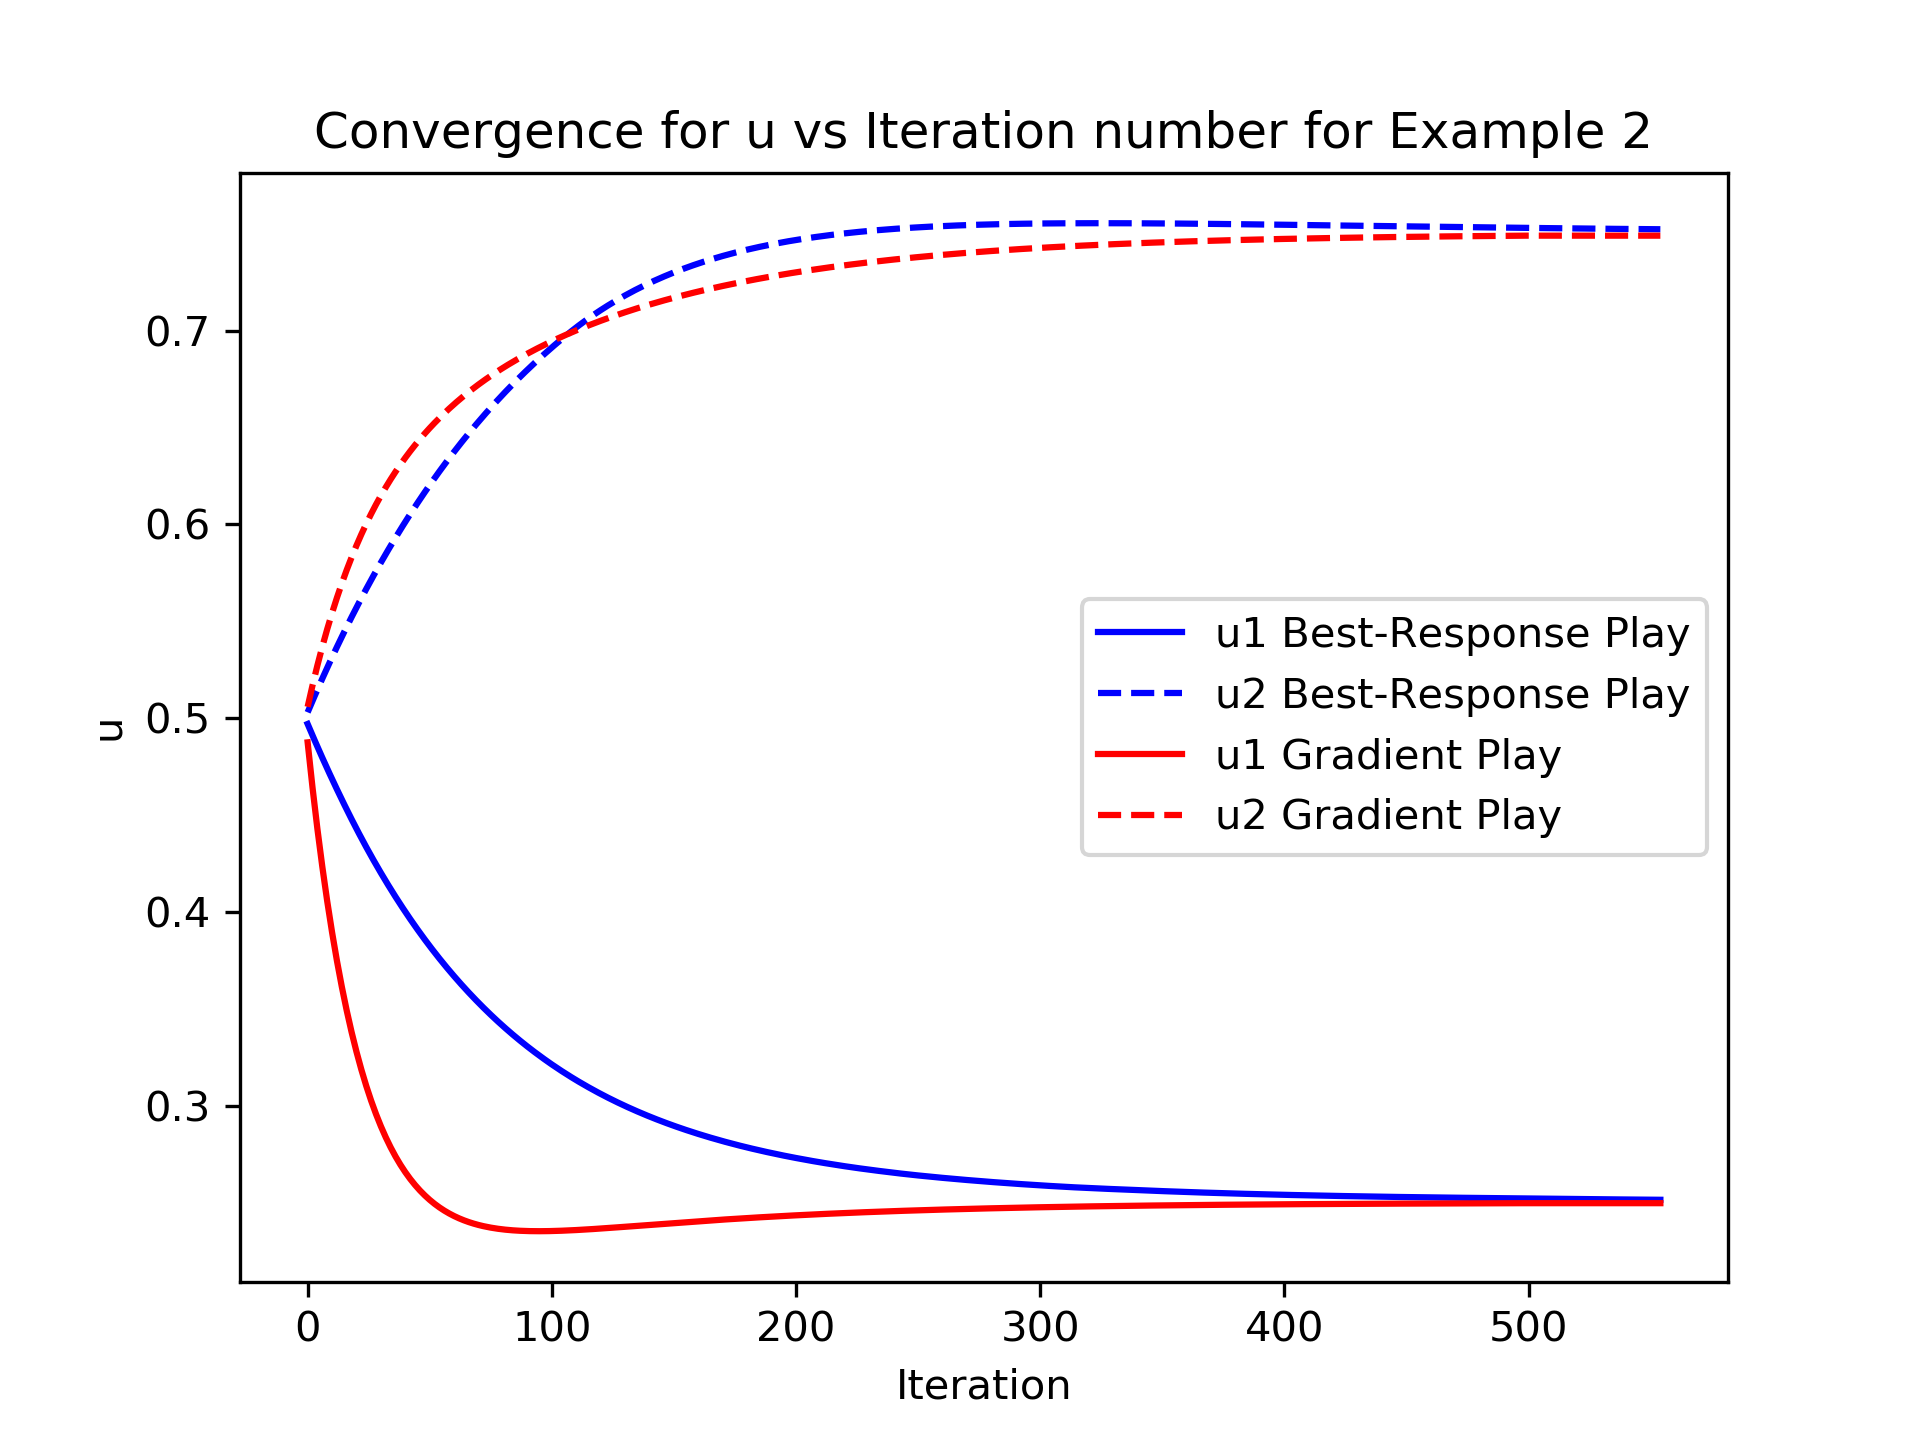 Convergence for u vs Iteration number for Example 2
u
0.7
0.6
0.5
0.4
0.3
u1 Best-Response Play
u2 Best-Response Play
u1 Gradient Play
u2 Gradient Play
0 100 200 300 400 500
Iteration